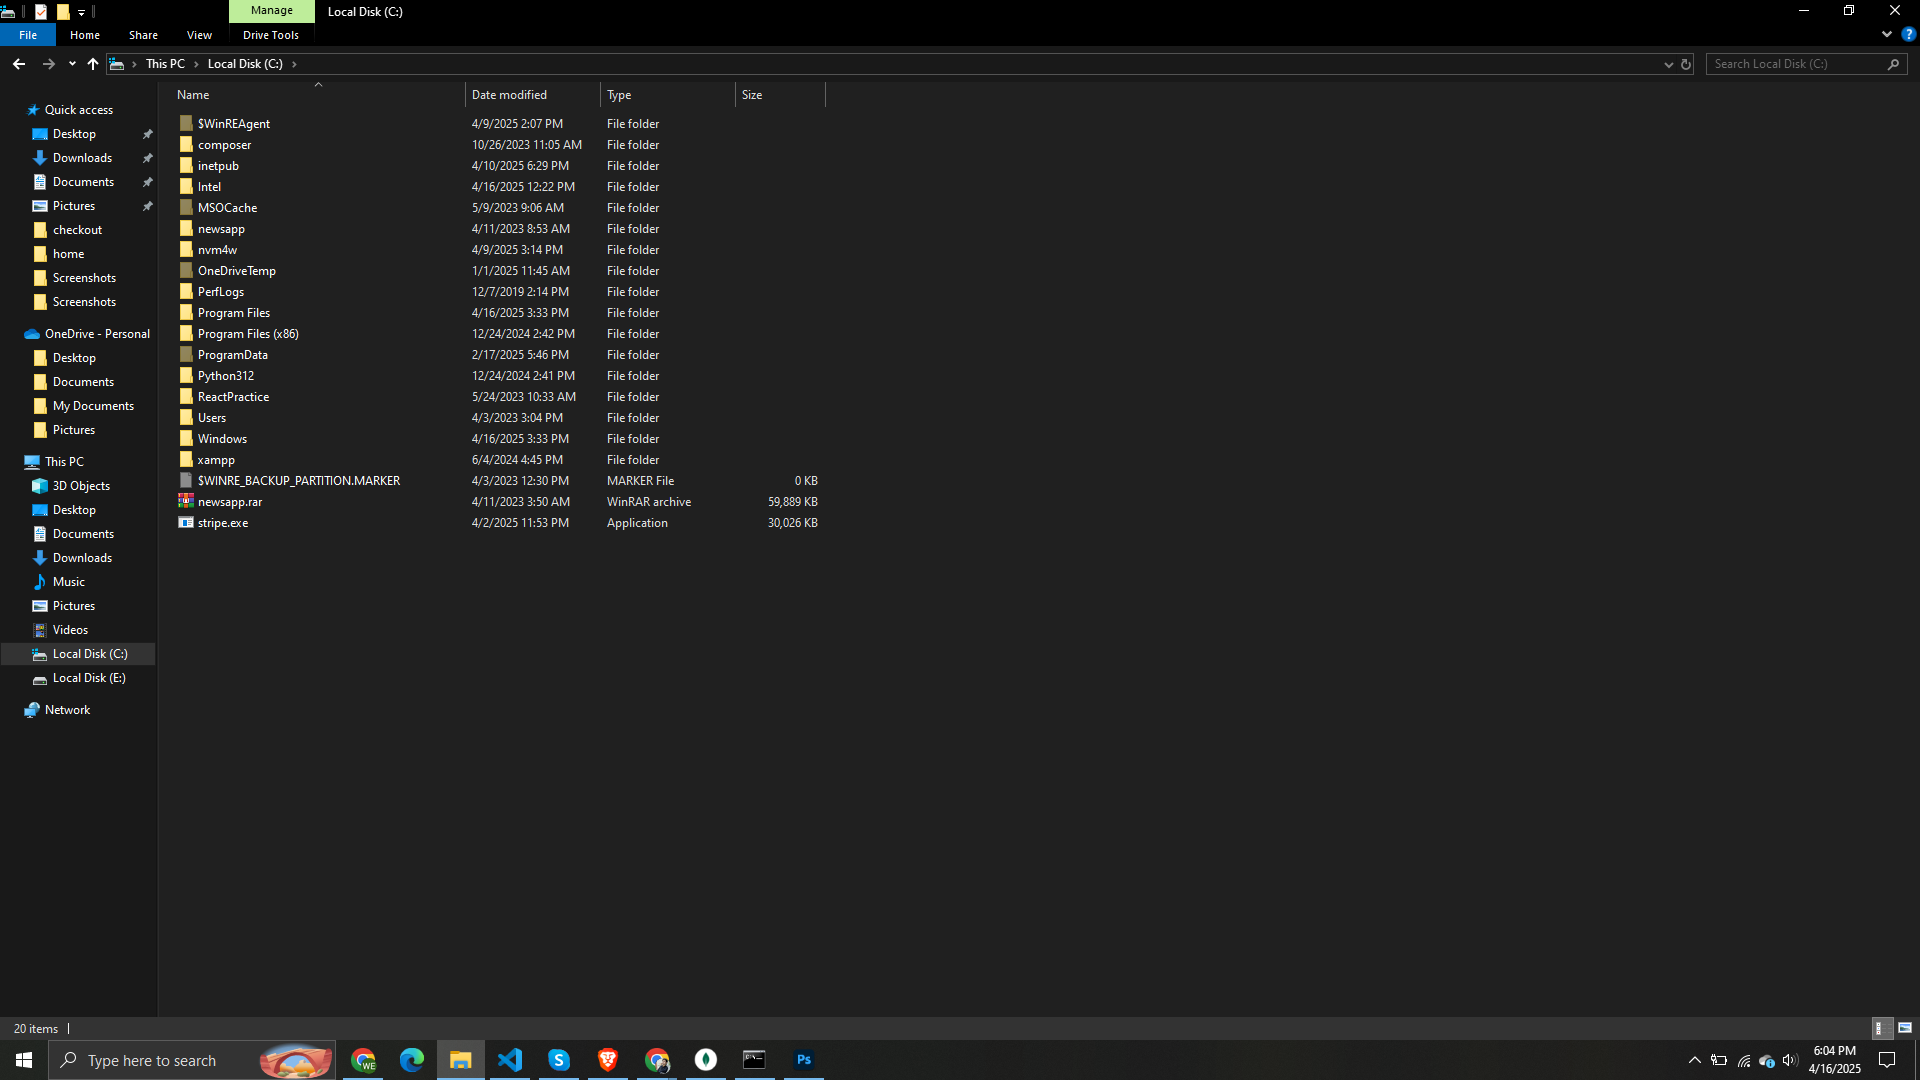 Manage
Local Disk (C:)
File
Home
Share
View
Drive Tools
This PC
Local Disk (C:)
Search Local Disk (C:)
Name
Date modified
Type
Size
Quick access
Desktop
Downloads
Documents
Pictures
checkout
home
Screenshots
Screenshots
OneDrive - Personal
Desktop
Documents
My Documents
Pictures
This PC
3D Objects
Desktop
Documents
Downloads
Music
Pictures
Videos
Local Disk (C:)
Local Disk (E:)
Network
$WinREAgent 4/9/2025 2:07 PM File folder
composer 10/26/2023 11:05 AM File folder
inetpub 4/10/2025 6:29 PM File folder
Intel 4/16/2025 12:22 PM File folder
MSOCache 5/9/2023 9:06 AM File folder
newsapp 4/11/2023 8:53 AM File folder
nvm4w 4/9/2025 3:14 PM File folder
OneDriveTemp 1/1/2025 11:45 AM File folder
PerfLogs 12/7/2019 2:14 PM File folder
Program Files 4/16/2025 3:33 PM File folder
Program Files (x86) 12/24/2024 2:42 PM File folder
ProgramData 2/17/2025 5:46 PM File folder
Python312 12/24/2024 2:41 PM File folder
ReactPractice 5/24/2023 10:33 AM File folder
Users 4/3/2023 3:04 PM File folder
Windows 4/16/2025 3:33 PM File folder
xampp 6/4/2024 4:45 PM File folder
$WINRE_BACKUP_PARTITION.MARKER 4/3/2023 12:30 PM MARKER File 0 KB
newsapp.rar 4/11/2023 3:50 AM WinRAR archive 59,889 KB
stripe.exe 4/2/2025 11:53 PM Application 30,026 KB
20 items
Type here to search
WE
Ps
6:04 PM
4/16/2025